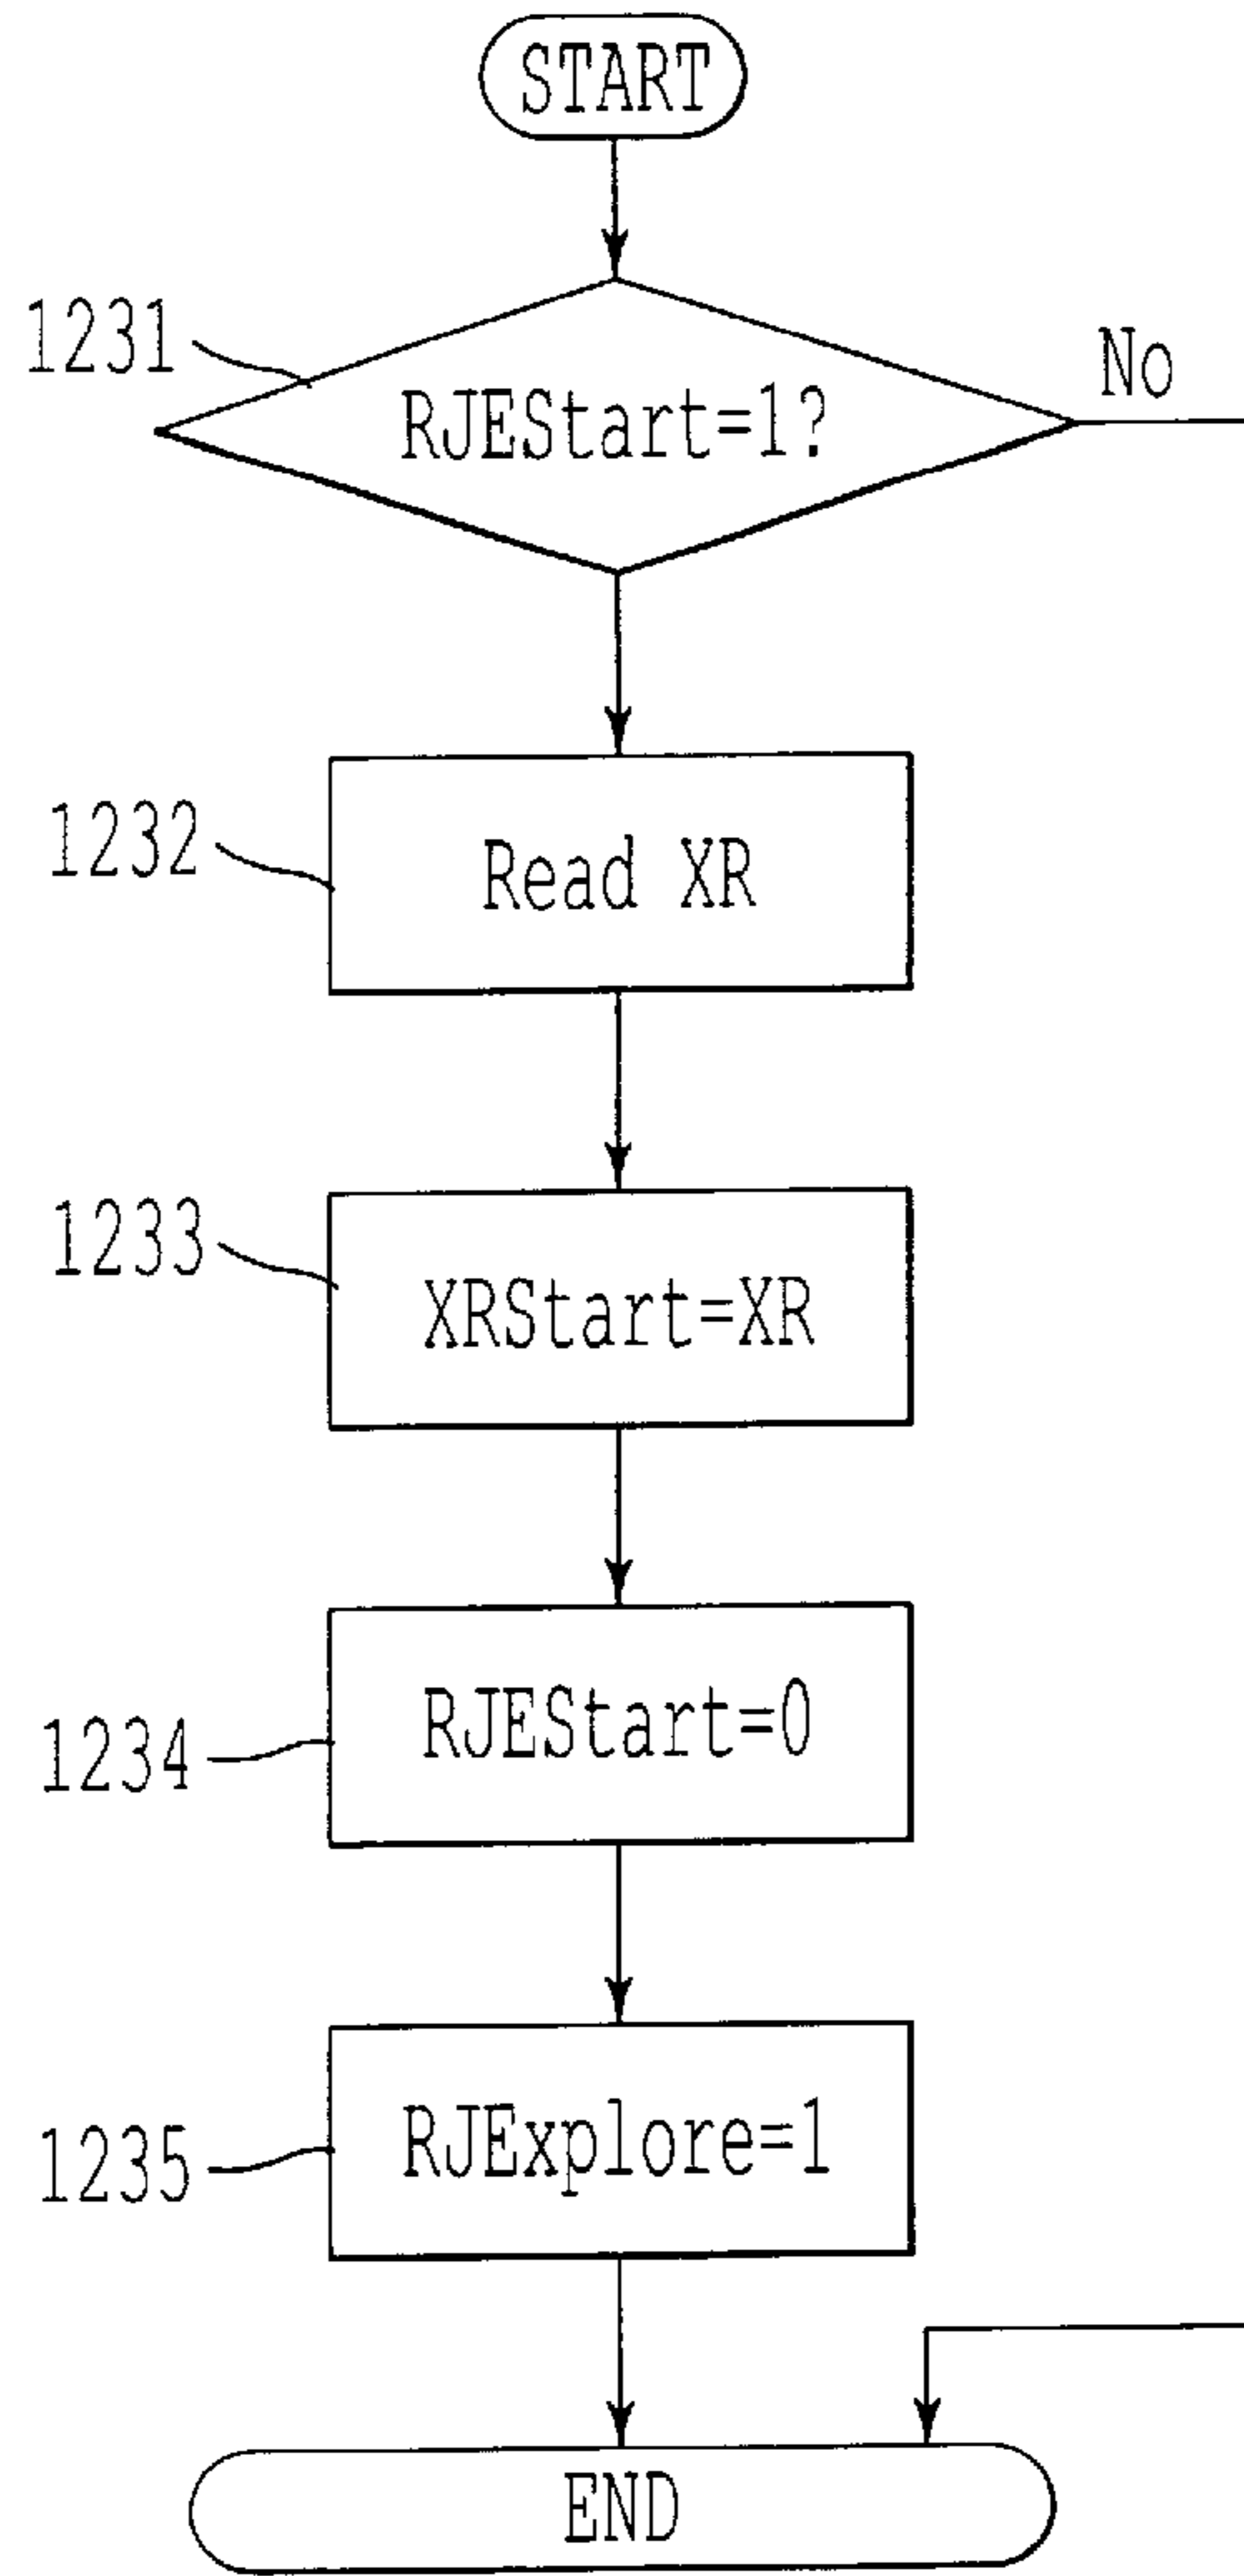 START
1231
RJEStart=1?
No
1232
Read XR
1233
XRStart=XR
1234
RJEStart=0
1235
RJExplore=1
END